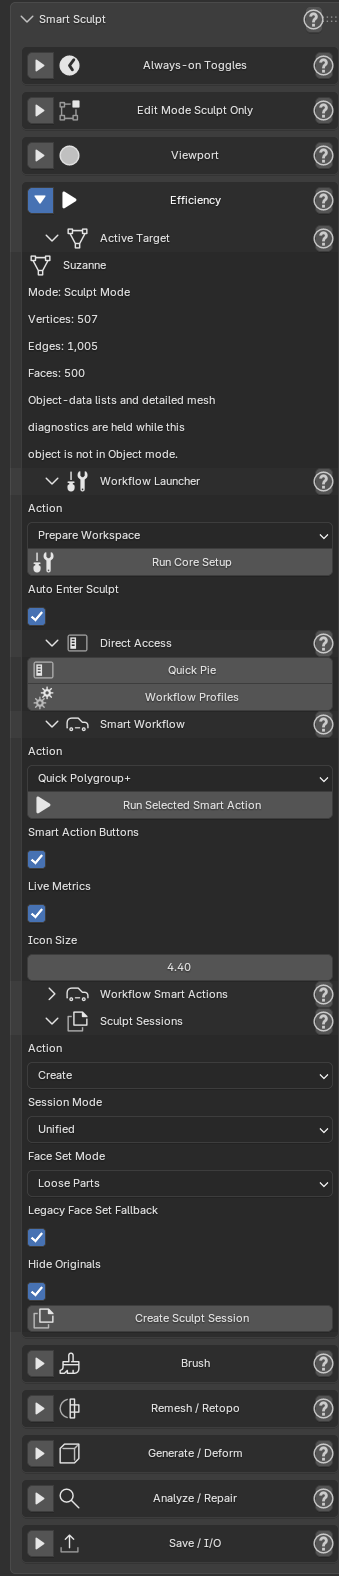 Smart Sculpt
Always-on Toggles
Edit Mode Sculpt Only
Viewport
Efficiency
Active Target
Suzanne
Mode: Sculpt Mode
Vertices: 507
Edges: 1,005
Faces: 500
Object-data lists and detailed mesh
diagnostics are held while this
object is not in Object mode.
Workflow Launcher
Action
Prepare Workspace
Run Core Setup
Auto Enter Sculpt
Direct Access
Quick Pie
Workflow Profiles
Smart Workflow
Action
Quick Polygroup+
Run Selected Smart Action
Smart Action Buttons
Live Metrics
Icon Size
4.40
Workflow Smart Actions
Sculpt Sessions
Action
Create
Session Mode
Unified
Face Set Mode
Loose Parts
Legacy Face Set Fallback
Hide Originals
Create Sculpt Session
Brush
Remesh / Retopo
Generate / Deform
Analyze / Repair
Save / I/O